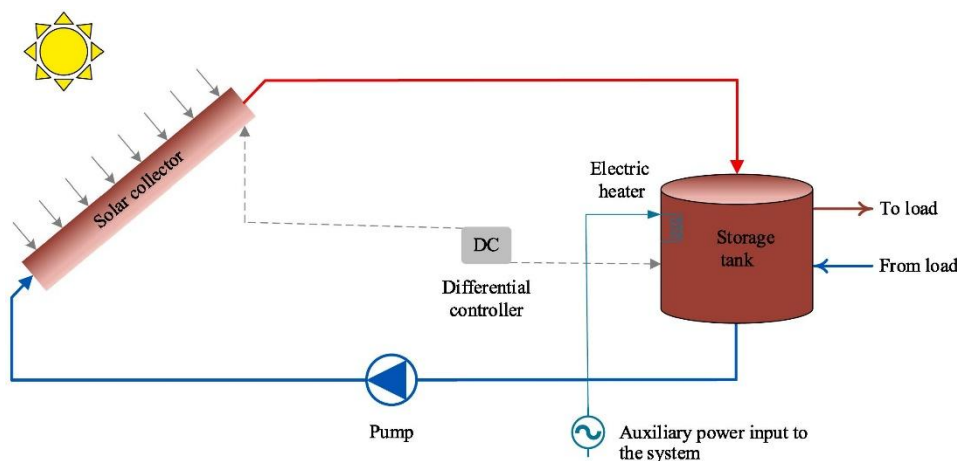 Solar collector
Electric
heater
To load
Storage
tank
DC
From load
Differential
controller
Pump
Auxiliary power input to
the system